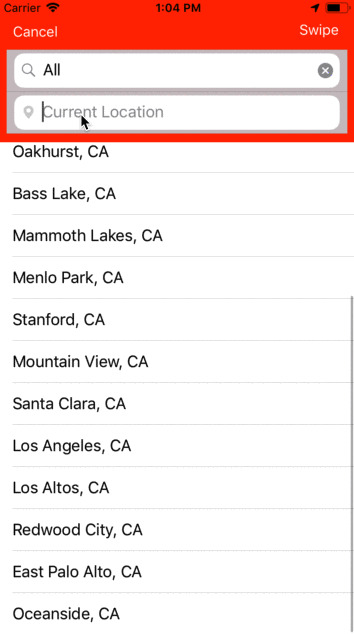 Carrier 1:04 PM
Cancel Swipe
All
Current Location
Oakhurst, CA
Bass Lake, CA
Mammoth Lakes, CA
Menlo Park, CA
Stanford, CA
Mountain View, CA
Santa Clara, CA
Los Angeles, CA
Los Altos, CA
Redwood City, CA
East Palo Alto, CA
Oceanside, CA